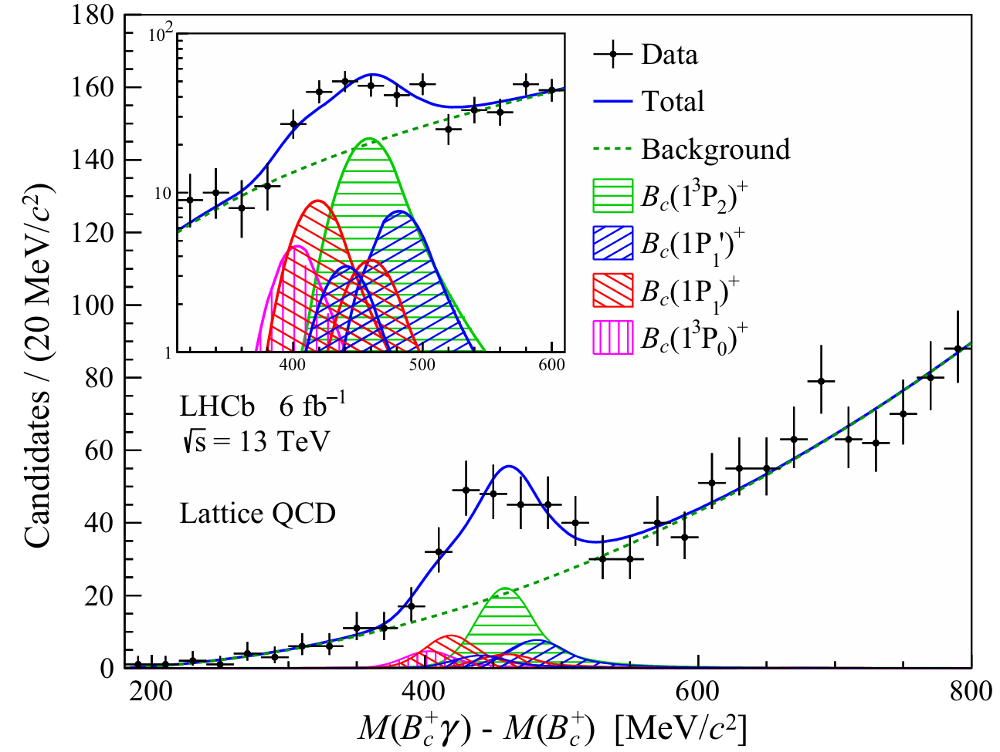 Candidates / (20 MeV/c²)
180
160
140
120
100
80
60
40
20
0
10²
10
1
400 500 600
Data
Total
Background
B_c(1³P₂)⁺
B_c(1P₁')⁺
B_c(1P₁)⁺
B_c(1³P₀)⁺
LHCb 6 fb⁻¹
√s = 13 TeV
Lattice QCD
200 400 600 800
M(B_c⁺γ) - M(B_c⁺) [MeV/c²]